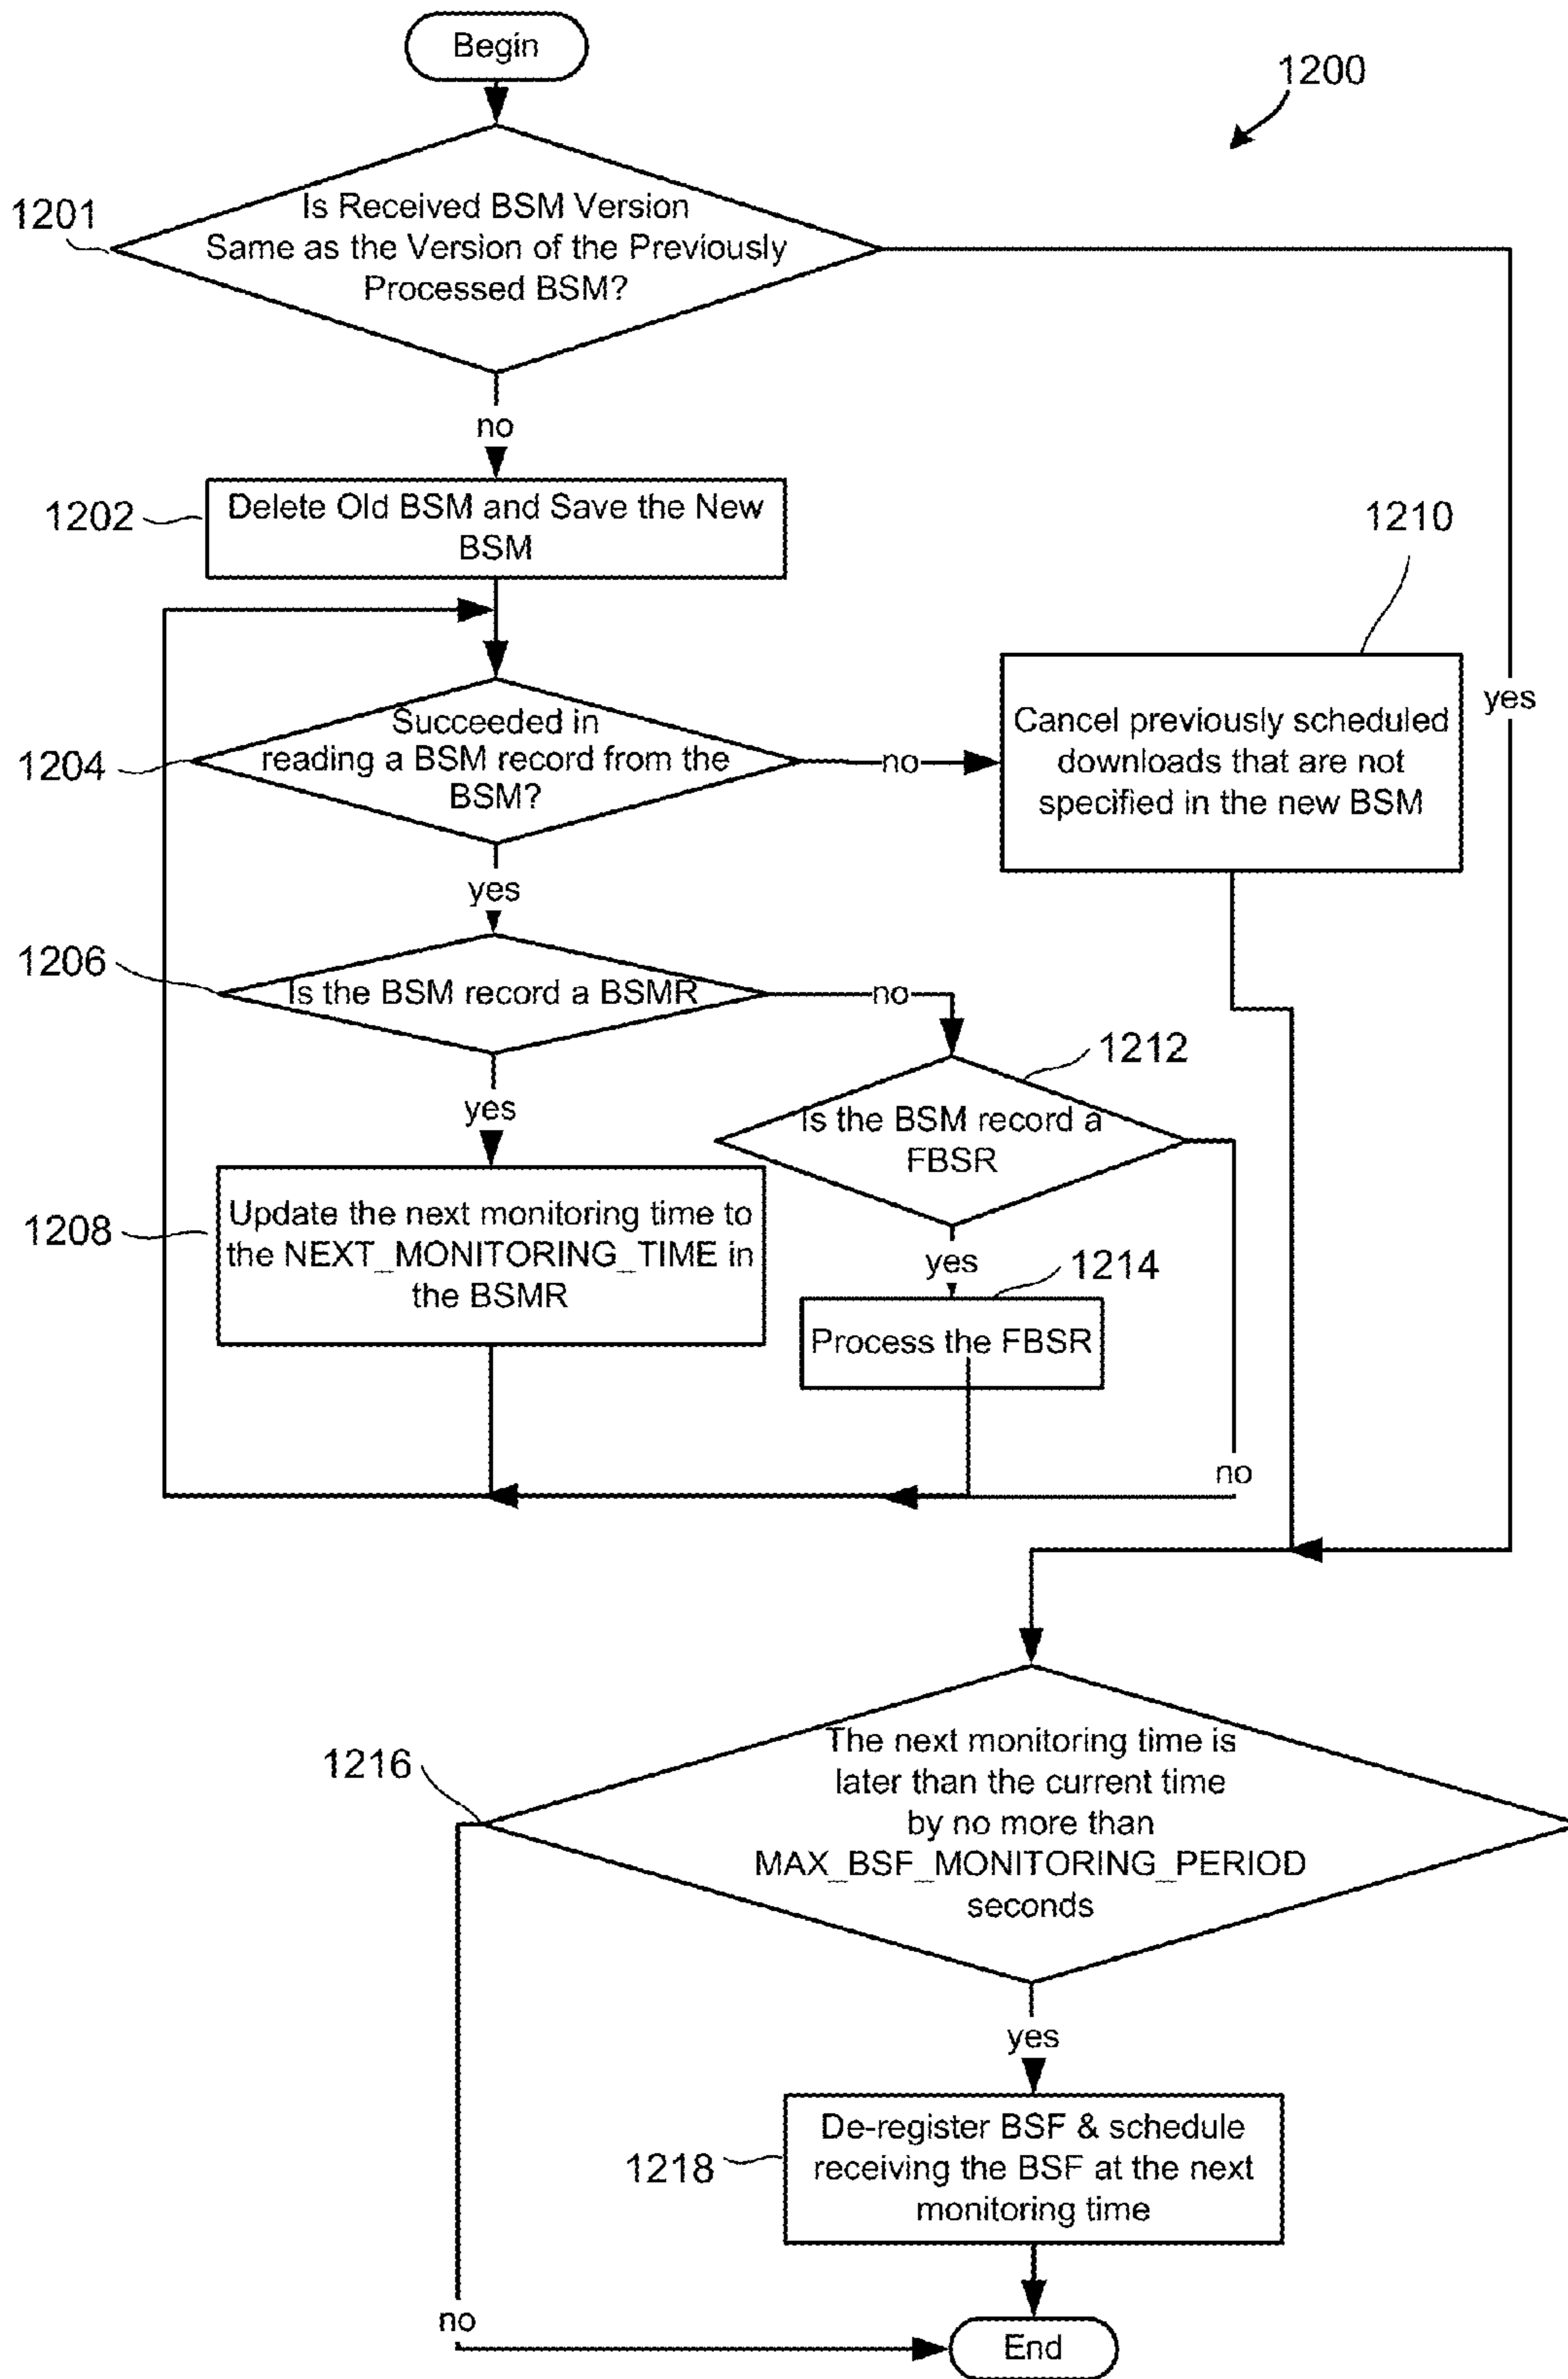 Begin
1200
1201
Is Received BSM Version
Same as the Version of the Previously
Processed BSM?
no
1202
Delete Old BSM and Save the New
BSM
1210
yes
1204
Succeeded in
reading a BSM record from the
BSM?
no
Cancel previously scheduled
downloads that are not
specified in the new BSM
yes
1206
Is the BSM record a BSMR
no
1212
Is the BSM record a
FBSR
yes
1208
Update the next monitoring time to
the NEXT_MONITORING_TIME in
the BSMR
yes
1214
Process the FBSR
no
1216
The next monitoring time is
later than the current time
by no more than
MAX_BSF_MONITORING_PERIOD
seconds
yes
1218
De-register BSF & schedule
receiving the BSF at the next
monitoring time
no
End